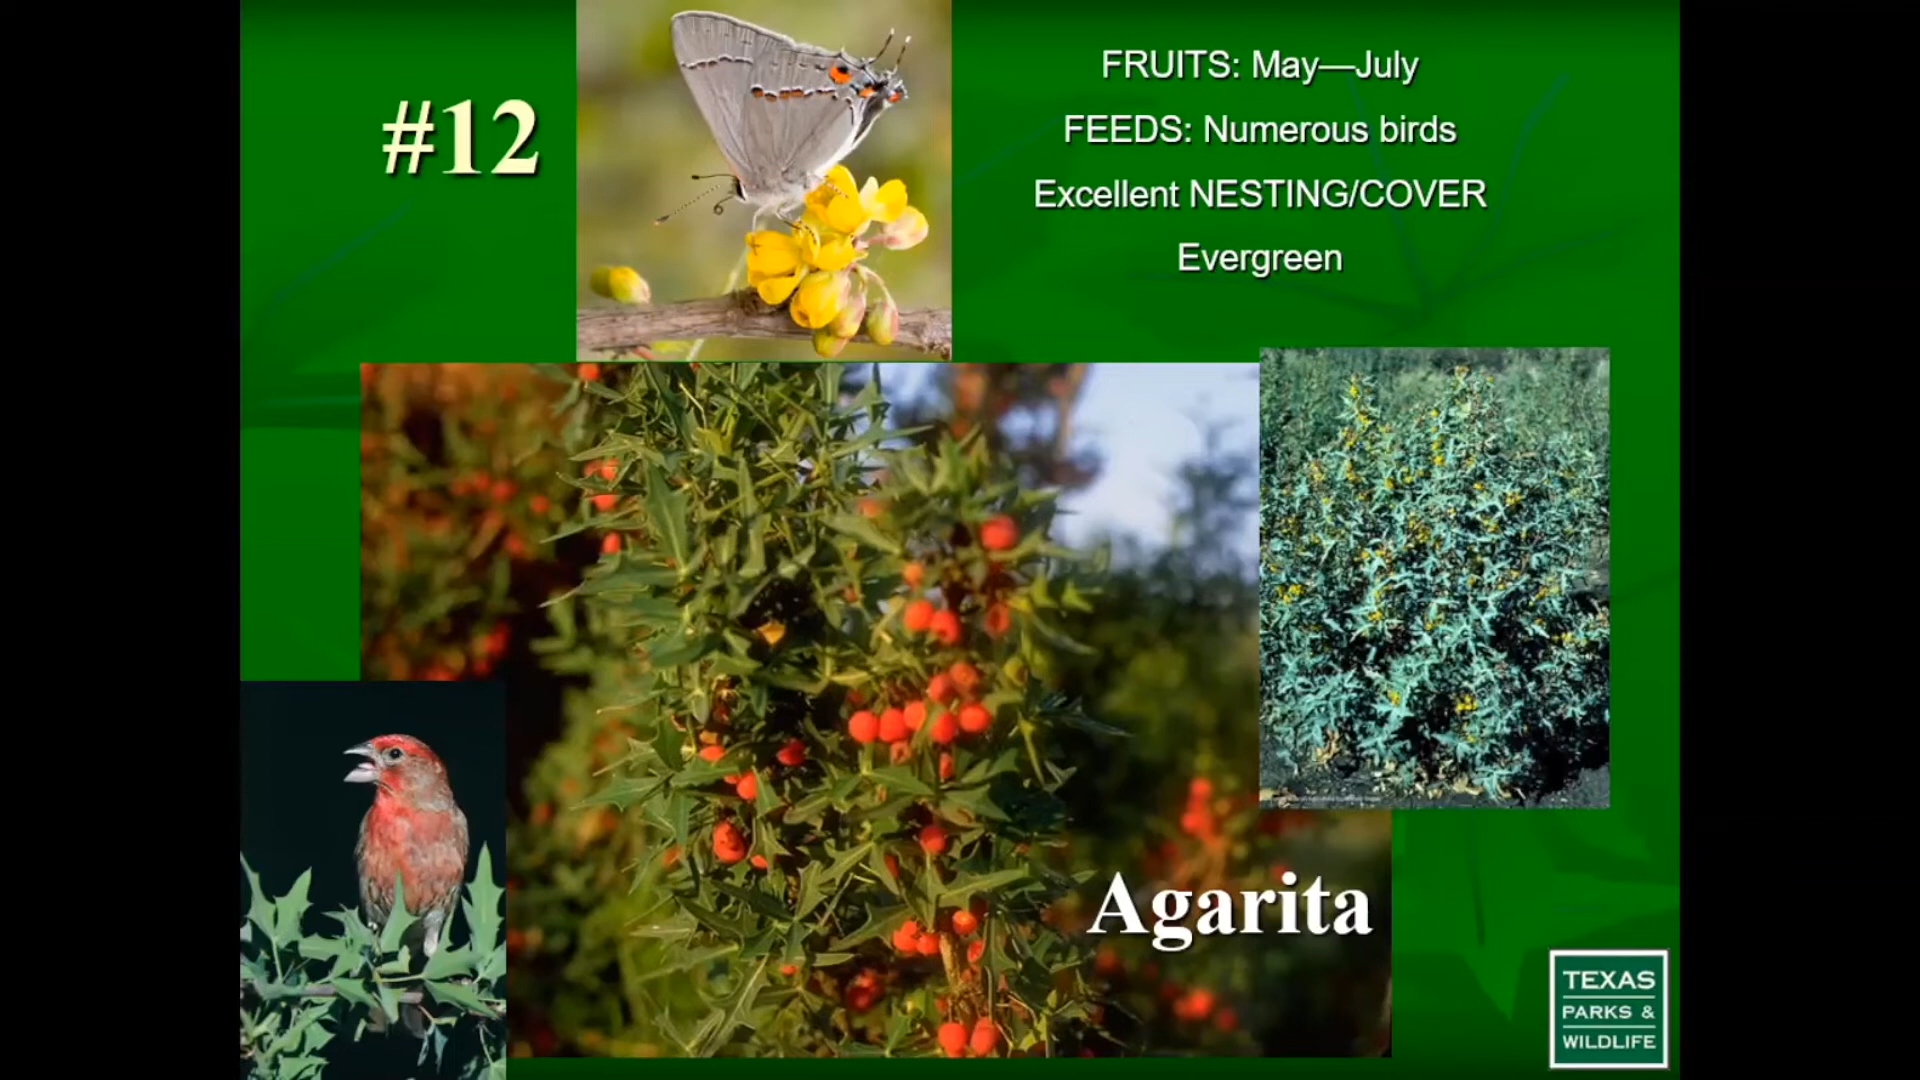 #12
FRUITS: May—July
FEEDS: Numerous birds
Excellent NESTING/COVER
Evergreen
Agarita
TEXAS
PARKS &
WILDLIFE